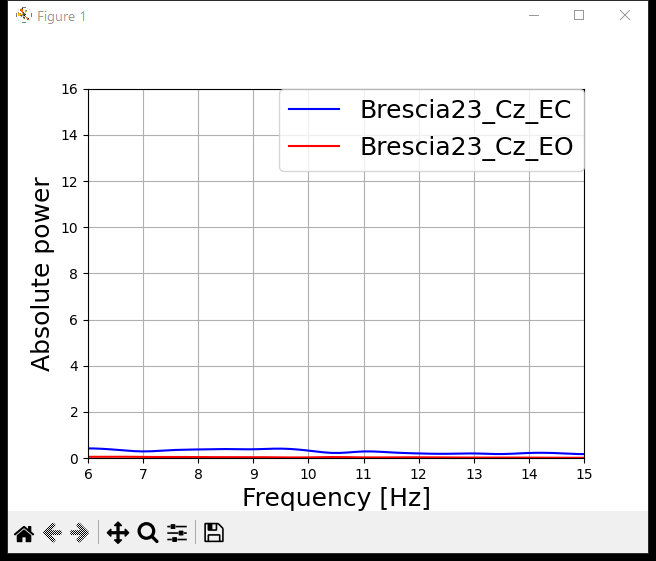 Figure 1
Brescia23_Cz_EC
Brescia23_Cz_EO
Absolute power
16
14
12
10
8
6
4
2
0
6 7 8 9 10 11 12 13 14 15
Frequency [Hz]